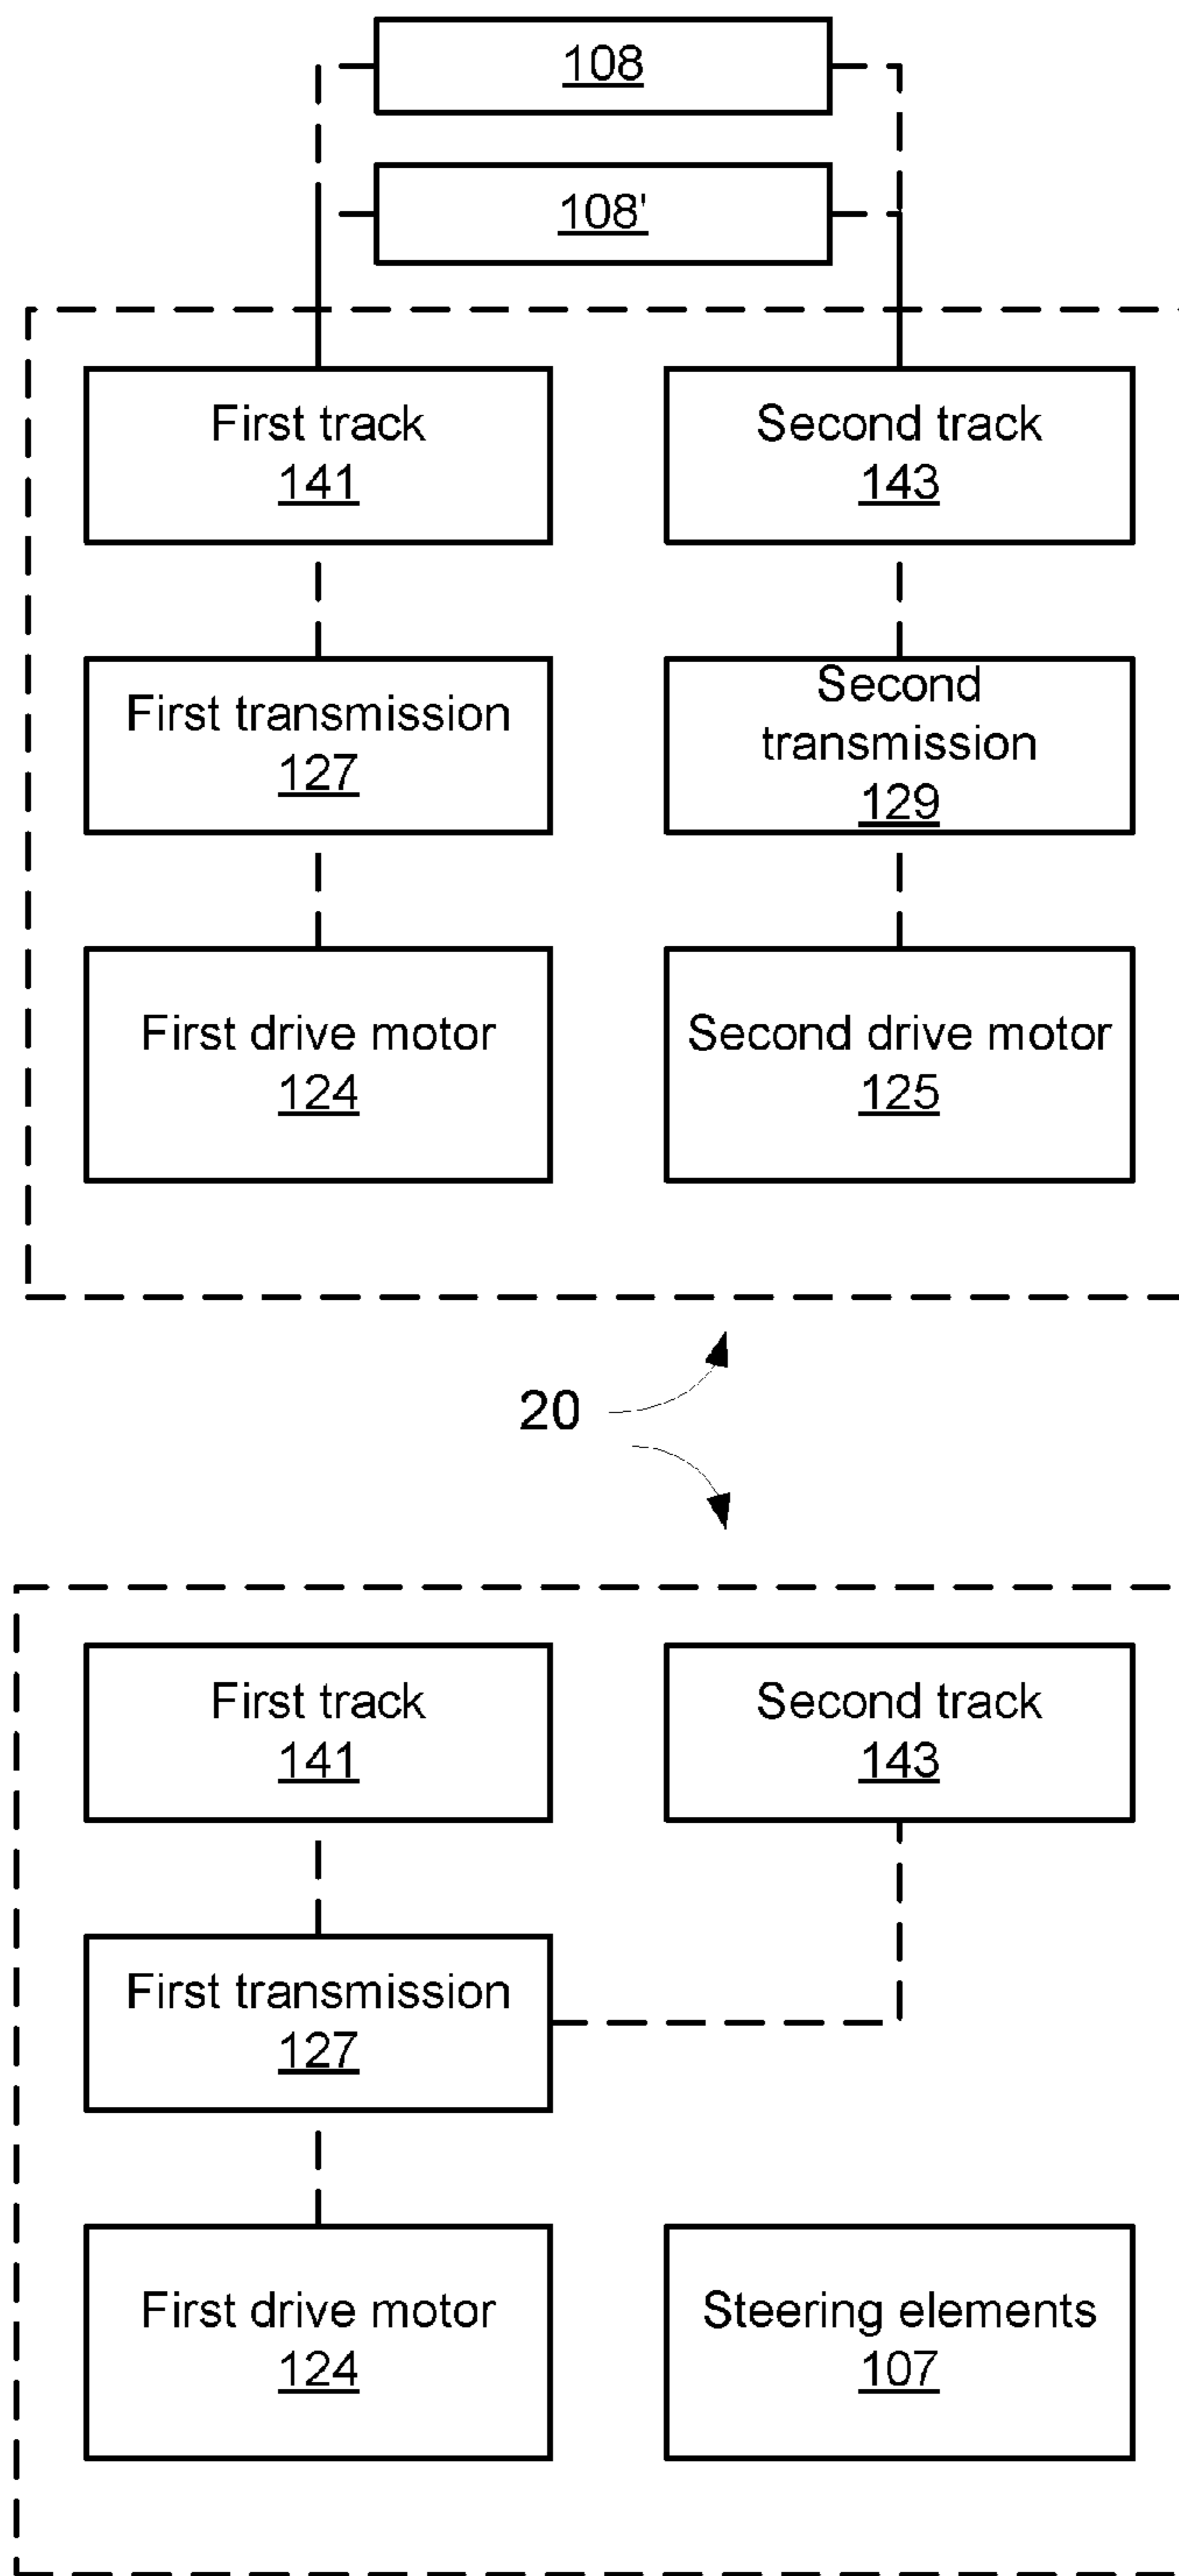 108
108'
First track
141
Second track
143
First transmission
127
Second
transmission
129
First drive motor
124
Second drive motor
125
20
First track
141
Second track
143
First transmission
127
First drive motor
124
Steering elements
107